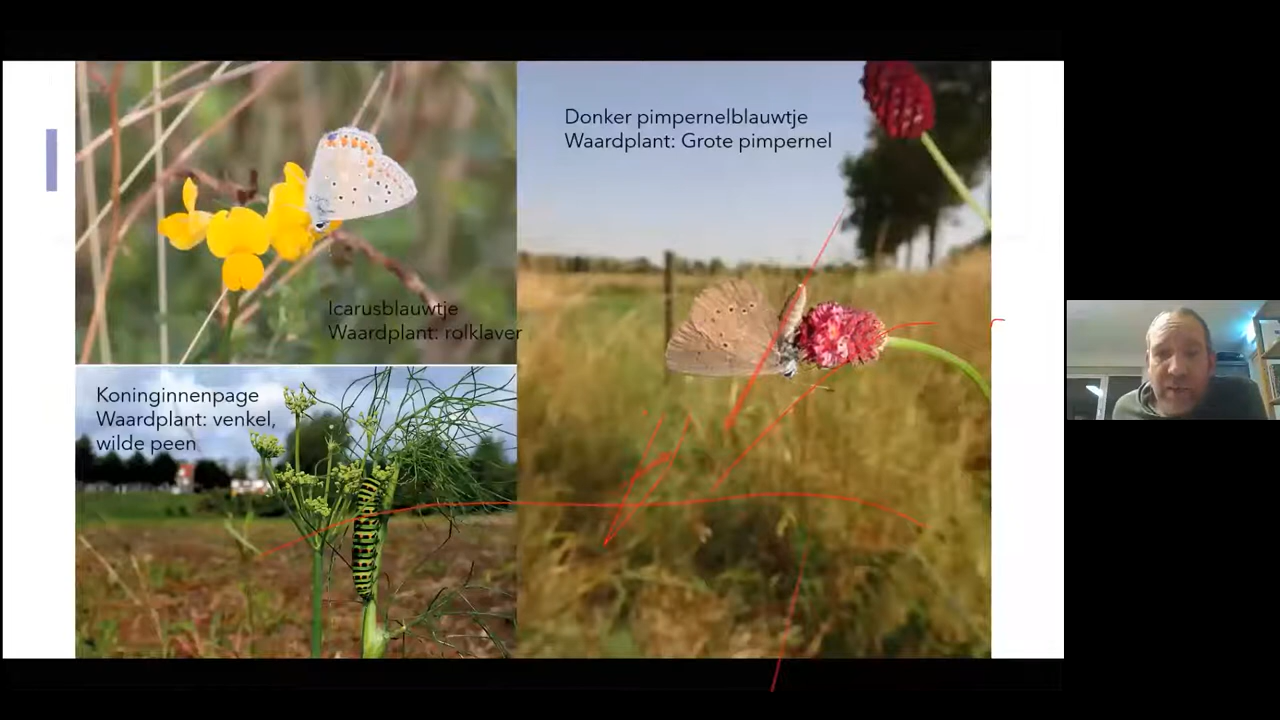 Donker pimpernelblauwtje
Waardplant: Grote pimpernel
Icarusblauwtje
Waardplant: rolklaver
Koninginnenpage
Waardplant: venkel,
wilde peen